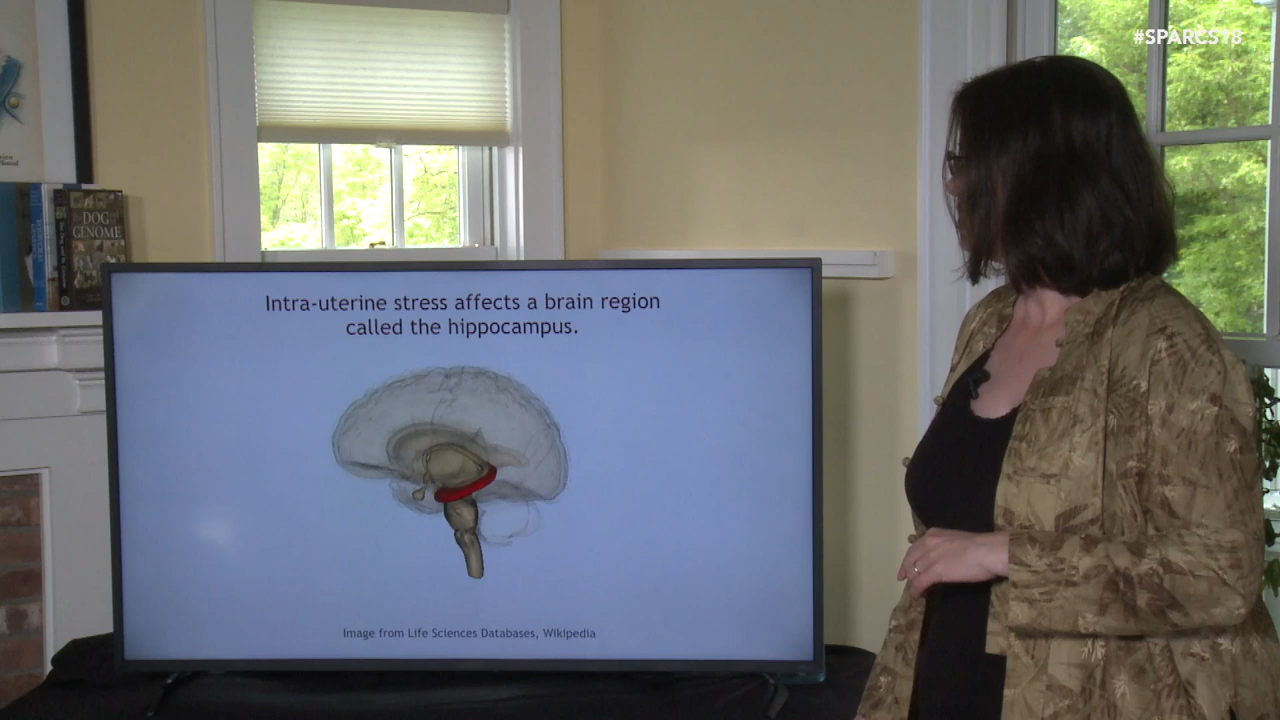 #SPARCS18
DOG
GENOME
Intra-uterine stress affects a brain region
called the hippocampus.
Image from Life Sciences Databases, Wikipedia